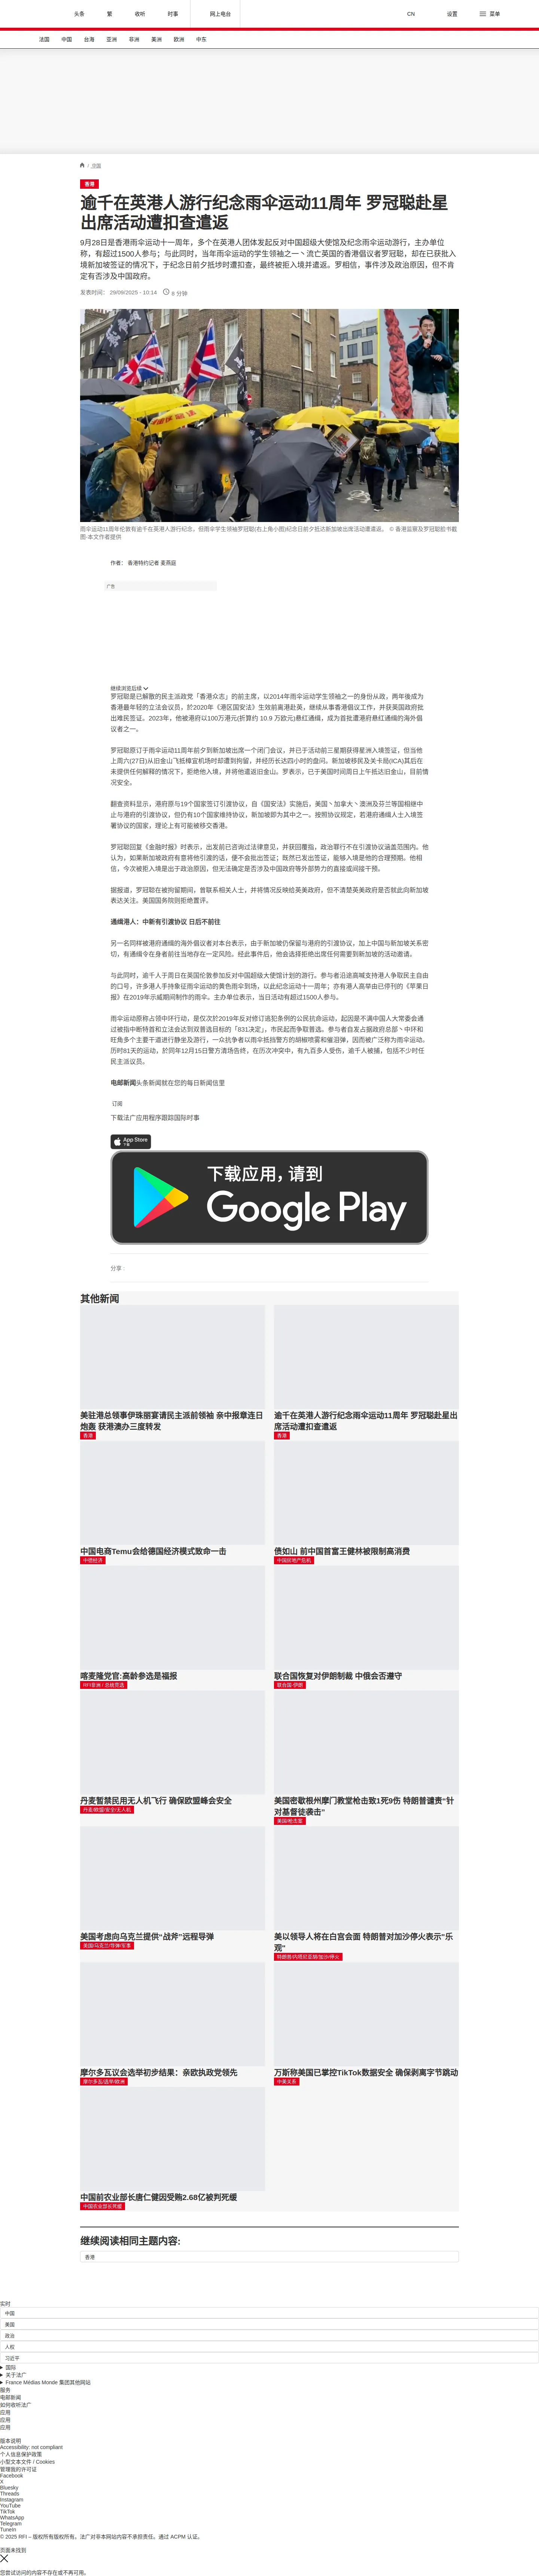 头条
繁
收听
时事
网上电台
CN
设置
菜单
法国
中国
台海
亚洲
非洲
美洲
欧洲
中东
/ 中国
香港
逾千在英港人游行纪念雨伞运动11周年 罗冠聪赴星
出席活动遭扣查遣返
9月28日是香港雨伞运动十一周年，多个在英港人团体发起反对中国超级大使馆及纪念雨伞运动游行，主办单位
称，有超过1500人参与；与此同时，当年雨伞运动的学生领袖之一丶流亡英国的香港倡议者罗冠聪，却在已获批入
境新加坡签证的情况下，于纪念日前夕抵埗时遭扣查，最终被拒入境并遣返。罗相信，事件涉及政治原因，但不肯
定有否涉及中国政府。
发表时间： 29/09/2025 - 10:14
6 分钟
雨伞运动11周年伦敦有逾千在英港人游行纪念，但雨伞学生领袖罗冠聪(右上角小图)纪念日前夕抵达新加坡出席活动遭遣返。 © 香港监察及罗冠聪脸书截
图-本文作者提供
作者： 香港特约记者 麦燕庭
广告
继续浏览后续
罗冠聪是已解散的民主派政党「香港众志」的前主席，以2014年雨伞运动学生领袖之一的身份从政，两年後成为
香港最年轻的立法会议员，於2020年《港区国安法》生效前离港赴英，继续从事香港倡议工作，并获英国政府批
出难民签证。2023年，他被港府以100万港元(折算约 10.9 万欧元)悬红通缉，成为首批遭港府悬红通缉的海外倡
议者之一。
罗冠聪原订于雨伞运动11周年前夕到新加坡出席一个闭门会议，并已于活动前三星期获得星洲入境签证，但当他
上周六(27日)从旧金山飞抵樟宜机场时却遭到拘留，并经历长达四小时的盘问。新加坡移民及关卡局(ICA)其后在
未提供任何解释的情况下，拒绝他入境，并将他遣返旧金山。罗表示，已于美国时间周日上午抵达旧金山，目前情
况安全。
翻查资料显示，港府原与19个国家签订引渡协议，自《国安法》实施后，美国丶加拿大丶澳洲及芬兰等国相继中
止与港府的引渡协议，但仍有10个国家维持协议，新加坡即为其中之一。按照协议规定，若港府通缉人士入境签
署协议的国家，理论上有可能被移交香港。
罗冠聪回复《金融时报》时表示，出发前已咨询过法律意见，并获回覆指，政治罪行不在引渡协议涵盖范围内。他
认为，如果新加坡政府有意将他引渡的话，便不会批出签证；既然已发出签证，能够入境是他的合理预期。他相
信，今次被拒入境是出于政治原因，但无法确定是否涉及中国政府等外部势力的直接或间接干预。
据报道，罗冠聪在被拘留期间，曾联系相关人士，并将情况反映给英美政府，但不清楚英美政府是否就此向新加坡
表达关注。美国国务院则拒绝置评。
通缉港人：中新有引渡协议 日后不前往
另一名同样被港府通缉的海外倡议者对本台表示，由于新加坡仍保留与港府的引渡协议，加上中国与新加坡关系密
切，有通缉令在身者前往当地存在一定风险。经此事件后，他会选择拒绝出席任何需要到新加坡的活动邀请。
与此同时，逾千人于周日在英国伦敦参加反对中国超级大使馆计划的游行。参与者沿途高喊支持港人争取民主自由
的口号，许多港人手持象征雨伞运动的黄色雨伞到场，以此纪念运动十一周年；亦有港人高举由已停刊的《苹果日
报》在2019年示威期间制作的雨伞。主办单位表示，当日活动有超过1500人参与。
雨伞运动原称占领中环行动，是仅次於2019年反对修订逃犯条例的公民抗命运动，起因是不满中国人大常委会通
过被指中断特首和立法会达到双普选目标的「831决定」，市民起而争取普选。参与者自发占据政府总部丶中环和
旺角多个主要干道进行静坐及游行，一众抗争者以雨伞抵挡警方的胡椒喷雾和催泪弹，因而被广泛称为雨伞运动。
历时81天的运动，於同年12月15日警方清场告终，在历次冲突中，有九百多人受伤，逾千人被捕，包括不少时任
民主派议员。
电邮新闻头条新闻就在您的每日新闻信里
订阅
下载法广应用程序跟踪国际时事
App Store
下载
下载应用，请到
Google Play
分享 :
其他新闻
美驻港总领事伊珠丽宴请民主派前领袖 亲中报章连日
炮轰 获港澳办三度转发
香港
逾千在英港人游行纪念雨伞运动11周年 罗冠聪赴星出
席活动遭扣查遣返
香港
中国电商Temu会给德国经济模式致命一击
中德经济
债如山 前中国首富王健林被限制高消费
中国房地产危机
喀麦隆党官:高龄参选是福报
RFI非洲 / 总统竞选
联合国恢复对伊朗制裁 中俄会否遵守
联合国-伊朗
丹麦暂禁民用无人机飞行 确保欧盟峰会安全
丹麦/欧盟/安全/无人机
美国密歇根州摩门教堂枪击致1死9伤 特朗普谴责“针
对基督徒袭击”
美国/枪击案
美国考虑向乌克兰提供“战斧”远程导弹
美国/乌克兰/导弹/军事
美以领导人将在白宫会面 特朗普对加沙停火表示"乐
观"
特朗普/内塔尼亚胡/加沙/停火
摩尔多瓦议会选举初步结果：亲欧执政党领先
摩尔多瓦/选举/欧洲
万斯称美国已掌控TikTok数据安全 确保剥离字节跳动
中美关系
中国前农业部长唐仁健因受贿2.68亿被判死缓
中国农业部长死缓
继续阅读相同主题内容:
香港
实时
中国
美国
政治
人权
习近平
国际
关于法广
France Médias Monde 集团其他网站
服务
电邮新闻
如何收听法广
应用
应用
应用
版本说明
Accessibility: not compliant
个人信息保护政策
小型文本文件 / Cookies
管理我的许可证
Facebook
X
Bluesky
Threads
Instagram
YouTube
TikTok
WhatsApp
Telegram
TuneIn
© 2025 RFI – 版权所有版权所有。法广对非本网站内容不承担责任。通过 ACPM 认证。
页面未找到
您尝试访问的内容不存在或不再可用。